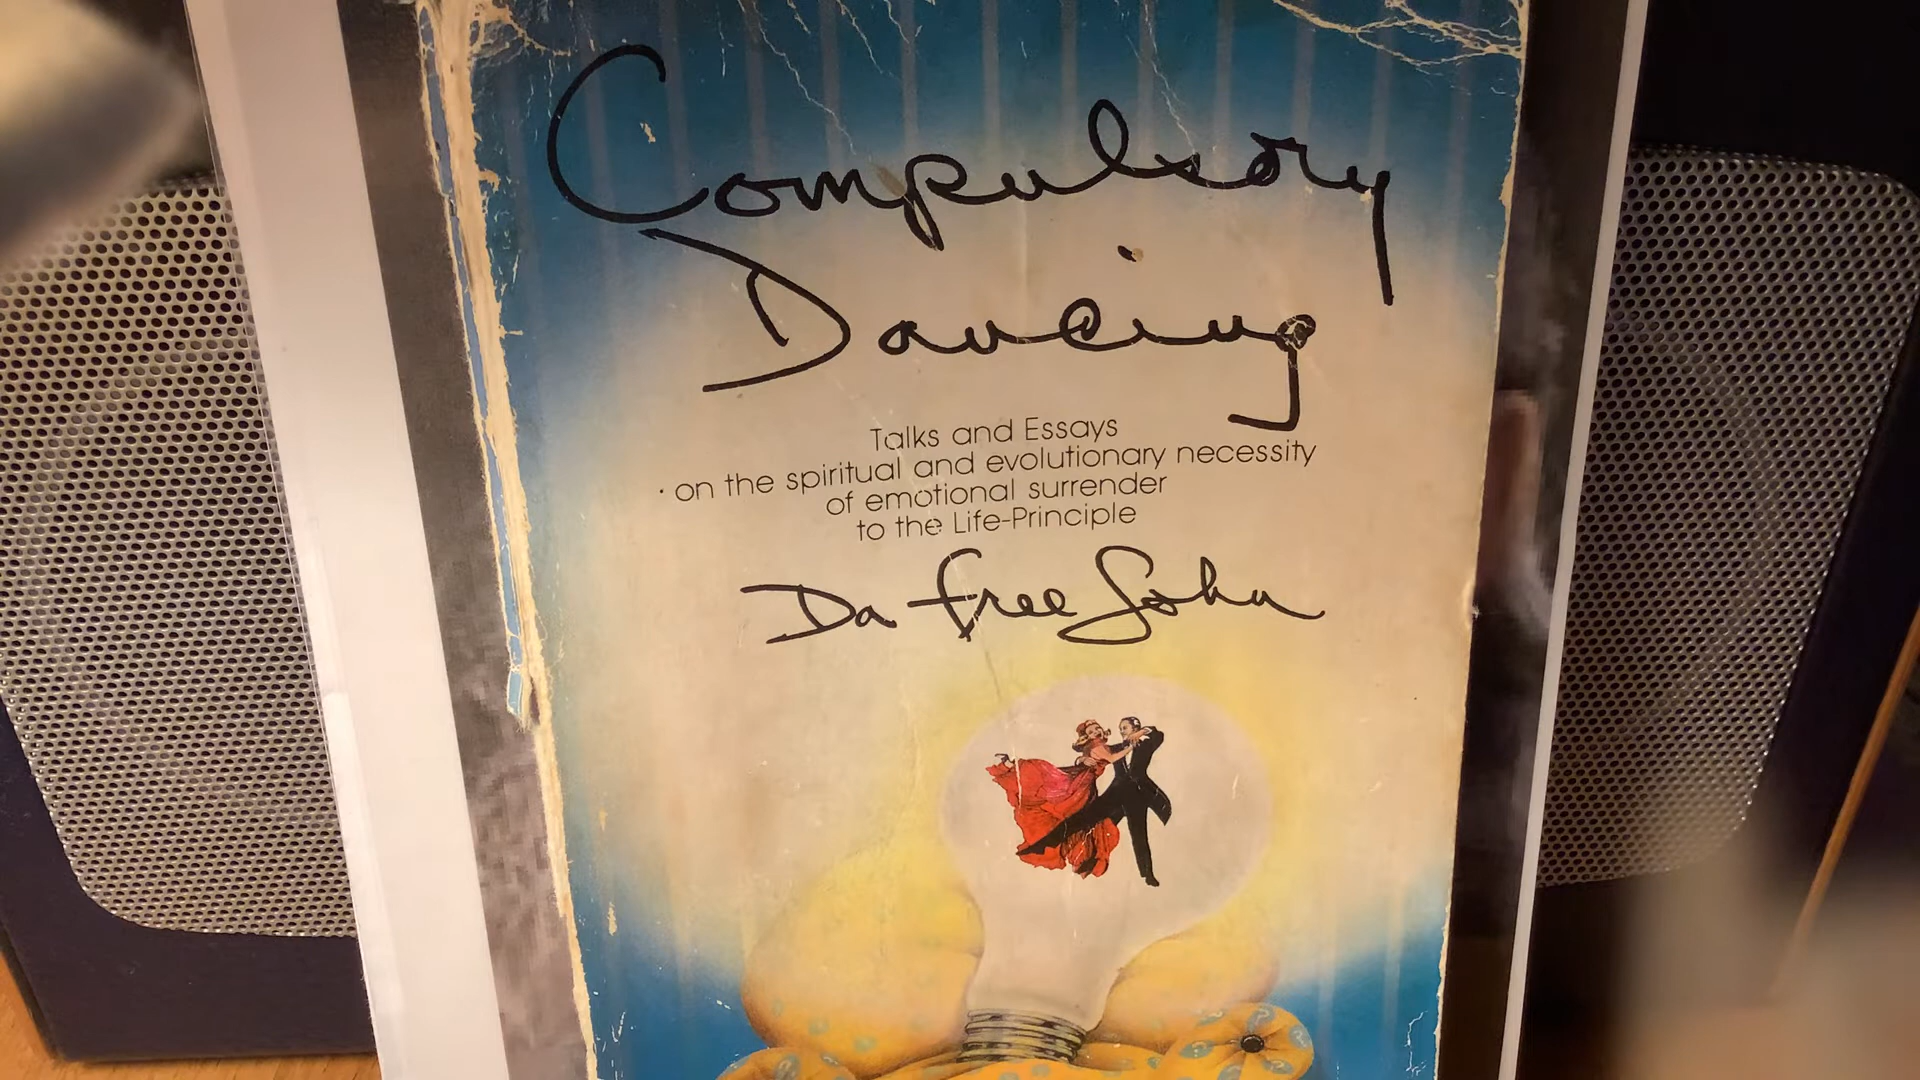 Compulsory
Dancing
Talks and Essays
on the spiritual and evolutionary necessity
of emotional surrender
to the Life-Principle
Da Free John